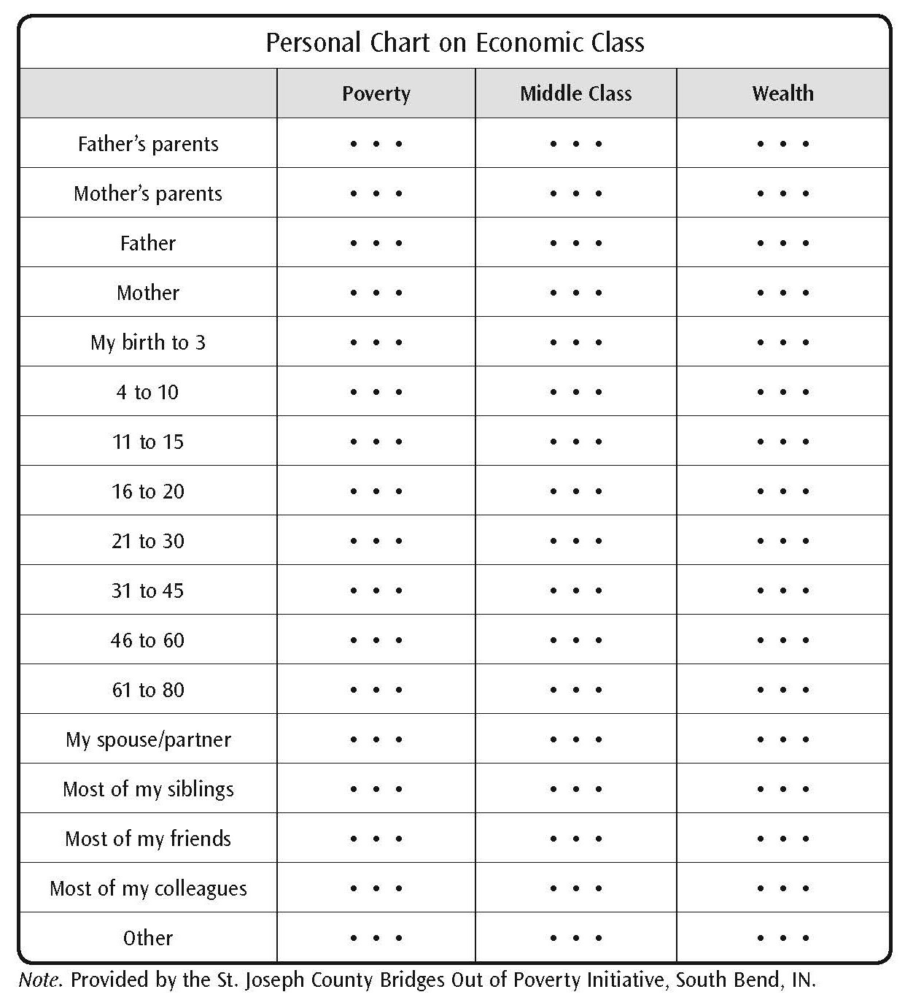 Personal Chart on Economic Class
Poverty Middle Class Wealth
Father’s parents • • • • • • • • •
Mother’s parents • • • • • • • • •
Father • • • • • • • • •
Mother • • • • • • • • •
My birth to 3 • • • • • • • • •
4 to 10 • • • • • • • • •
11 to 15 • • • • • • • • •
16 to 20 • • • • • • • • •
21 to 30 • • • • • • • • •
31 to 45 • • • • • • • • •
46 to 60 • • • • • • • • •
61 to 80 • • • • • • • • •
My spouse/partner • • • • • • • • •
Most of my siblings • • • • • • • • •
Most of my friends • • • • • • • • •
Most of my colleagues • • • • • • • • •
Other • • • • • • • • •
Note. Provided by the St. Joseph County Bridges Out of Poverty Initiative, South Bend, IN.